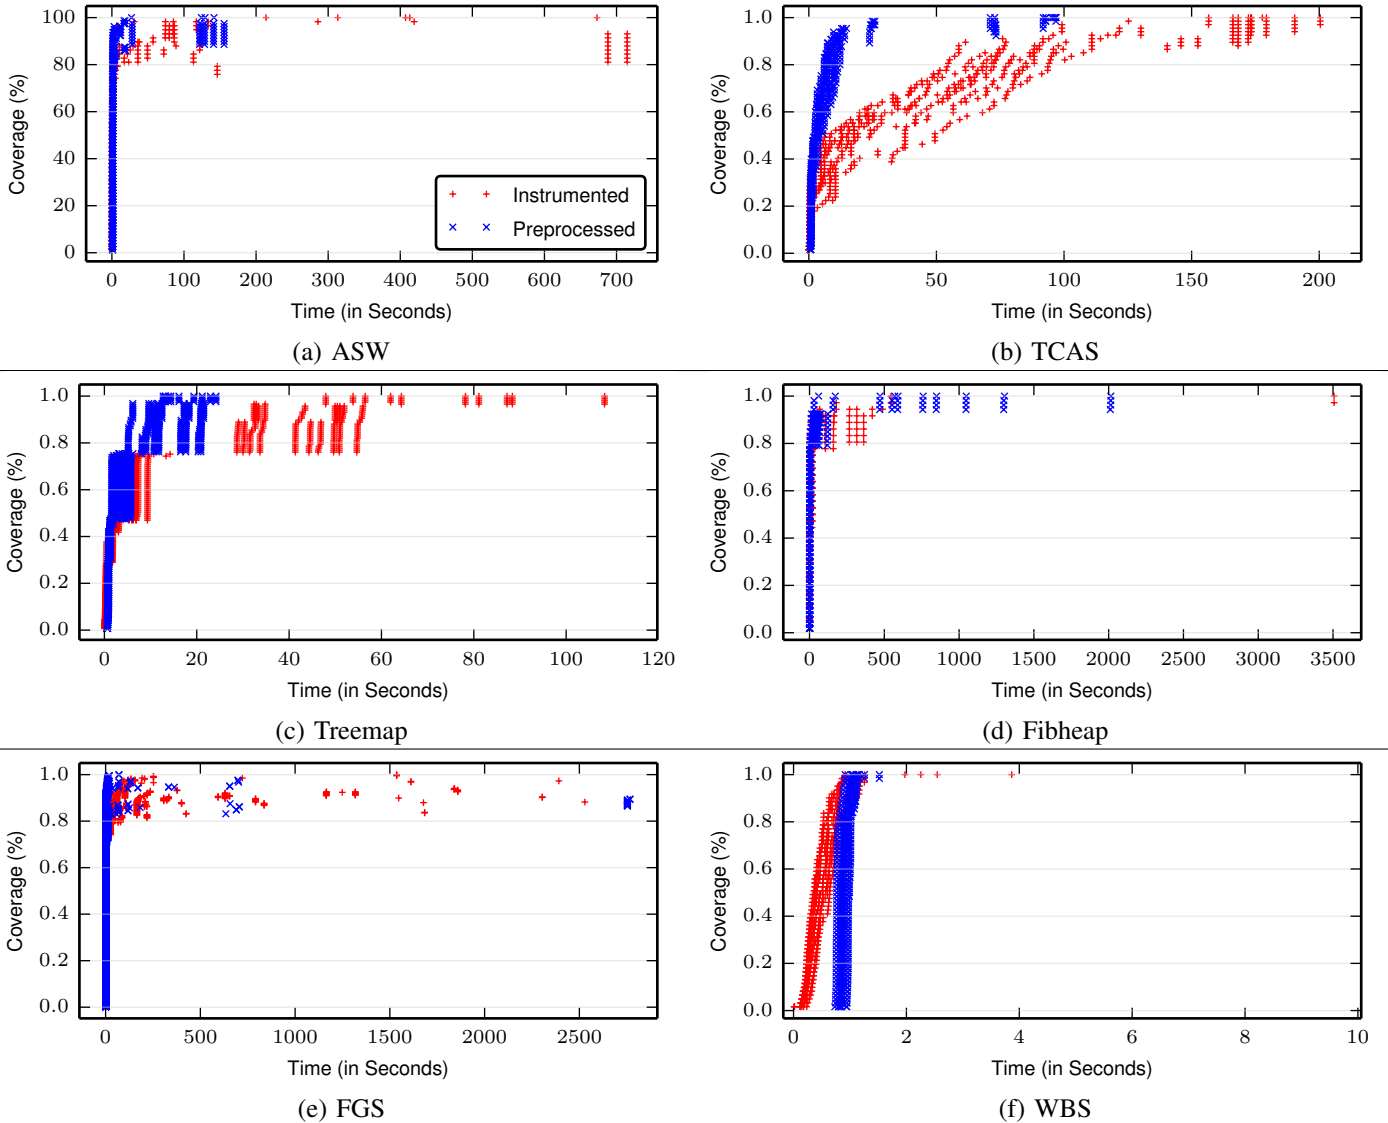 100
80
60
40
20
0
Coverage (%)
Instrumented
Preprocessed
0 100 200 300 400 500 600 700
Time (in Seconds)
(a) ASW
1.0
0.8
0.6
0.4
0.2
0.0
Coverage (%)
0 50 100 150 200
Time (in Seconds)
(b) TCAS
1.0
0.8
0.6
0.4
0.2
0.0
Coverage (%)
0 20 40 60 80 100 120
Time (in Seconds)
(c) Treemap
1.0
0.8
0.6
0.4
0.2
0.0
Coverage (%)
0 500 1000 1500 2000 2500 3000 3500
Time (in Seconds)
(d) Fibheap
1.0
0.8
0.6
0.4
0.2
0.0
Coverage (%)
0 500 1000 1500 2000 2500
Time (in Seconds)
(e) FGS
1.0
0.8
0.6
0.4
0.2
0.0
Coverage (%)
0 2 4 6 8 10
Time (in Seconds)
(f) WBS